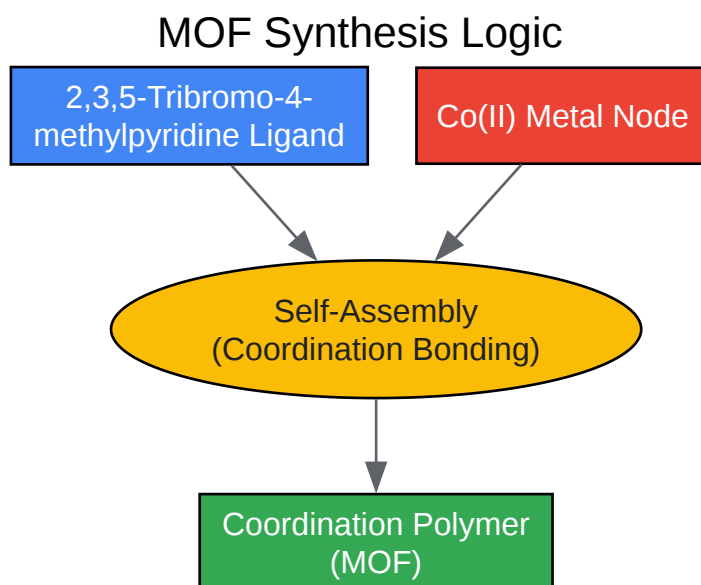 MOF Synthesis Logic
2,3,5-Tribromo-4-
methylpyridine Ligand
Co(II) Metal Node
Self-Assembly
(Coordination Bonding)
Coordination Polymer
(MOF)